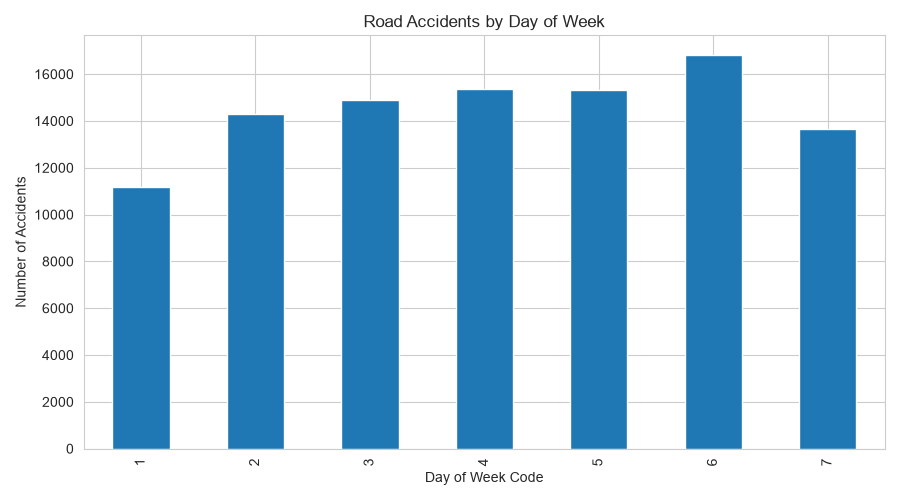 Road Accidents by Day of Week
Number of Accidents
16000
14000
12000
10000
8000
6000
4000
2000
0
1 2 3 4 5 6 7
Day of Week Code